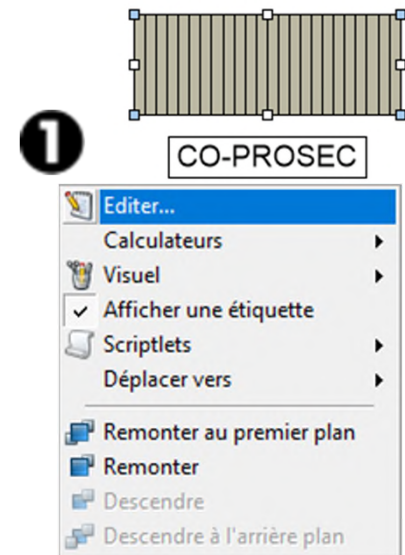 1
CO-PROSEC
Editer...
Calculateurs
Visuel
Afficher une étiquette
Scriptlets
Déplacer vers
Remonter au premier plan
Remonter
Descendre
Descendre à l'arrière plan